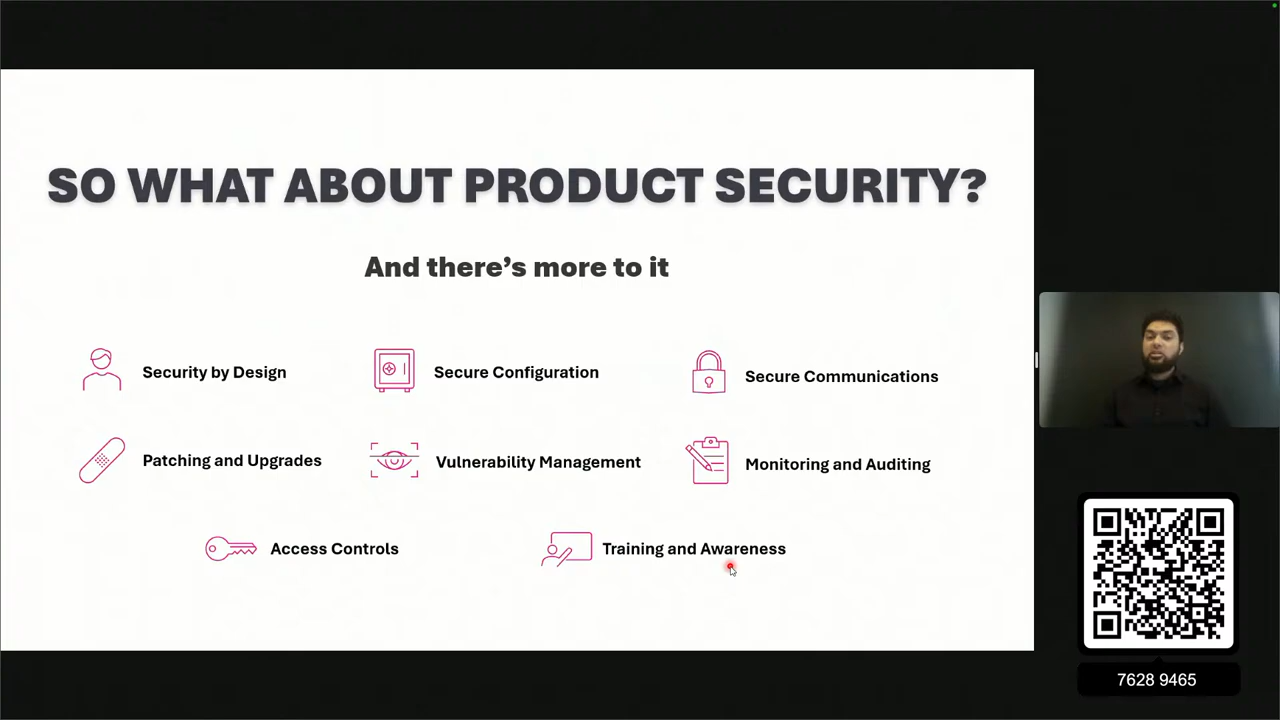 SO WHAT ABOUT PRODUCT SECURITY?
And there’s more to it
Security by Design
Secure Configuration
Secure Communications
Patching and Upgrades
Vulnerability Management
Monitoring and Auditing
Access Controls
Training and Awareness
7628 9465